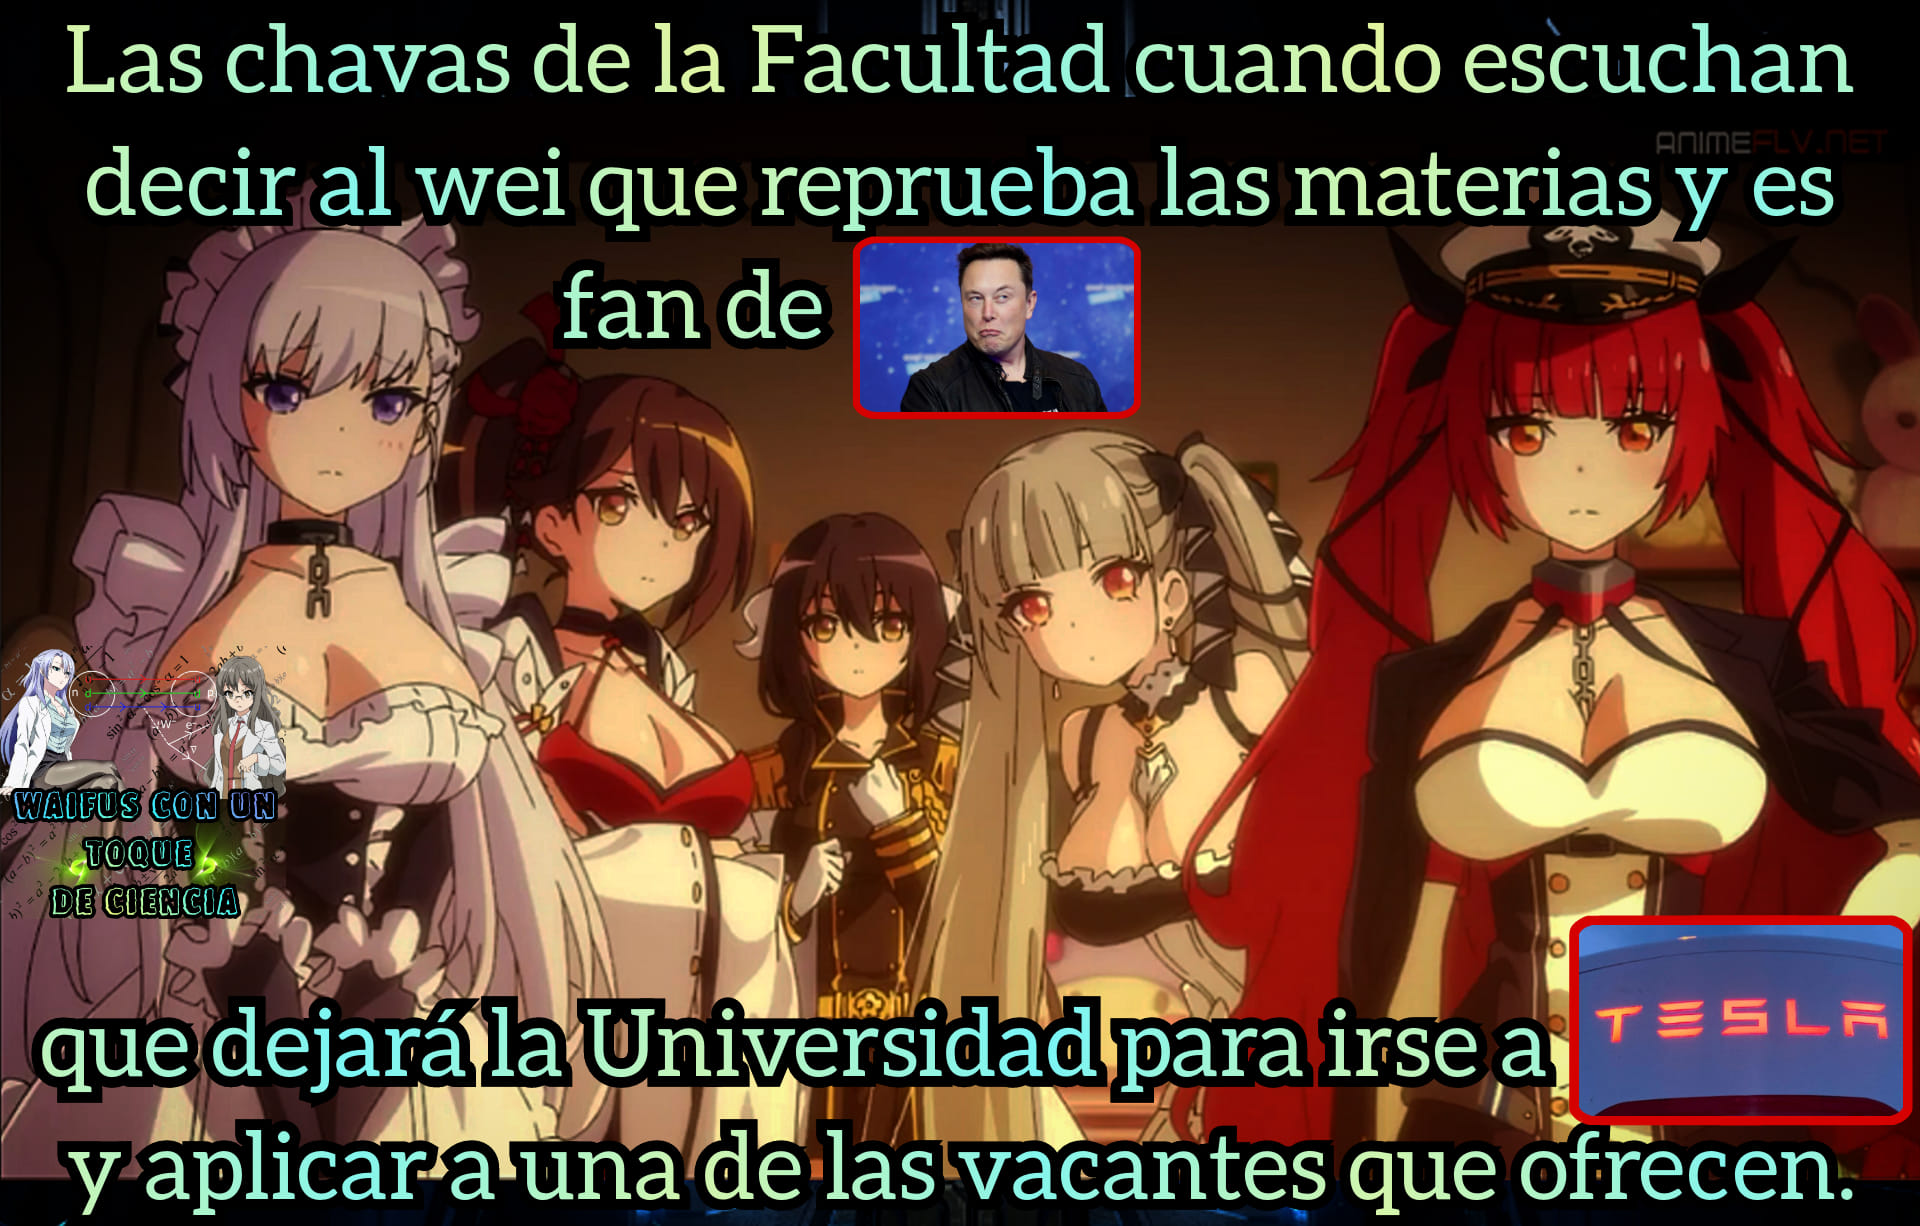 Las chavas de la Facultad cuando escuchan
ANIMEFLV.NET
decir al wei que reprueba las materias y es
fan de
WAIFUS CON UN
TOQUE
DE CIENCIA
TESLA
que dejará la Universidad para irse a
y aplicar a una de las vacantes que ofrecen.